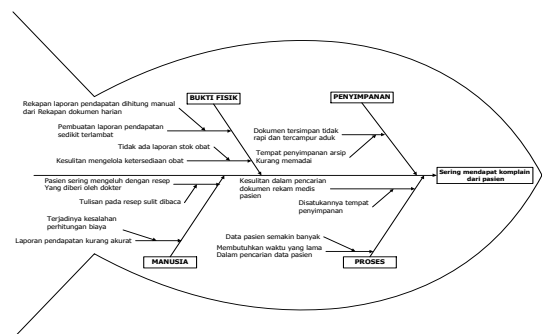 BUKTI FISIK
PENYIMPANAN
Rekapan laporan pendapatan dihitung manual
dari Rekapan dokumen harian
Pembuatan laporan pendapatan
sedikit terlambat
Tidak ada laporan stok obat
Kesulitan mengelola ketersediaan obat
Dokumen tersimpan tidak
rapi dan tercampur aduk
Tempat penyimpanan arsip
Kurang memadai
Sering mendapat komplain
dari pasien
Pasien sering mengeluh dengan resep
Yang diberi oleh dokter
Tulisan pada resep sulit dibaca
Terjadinya kesalahan
perhitungan biaya
Laporan pendapatan kurang akurat
MANUSIA
Kesulitan dalam pencarian
dokumen rekam medis
pasien
Disatukannya tempat
penyimpanan
Data pasien semakin banyak
Membutuhkan waktu yang lama
Dalam pencarian data pasien
PROSES